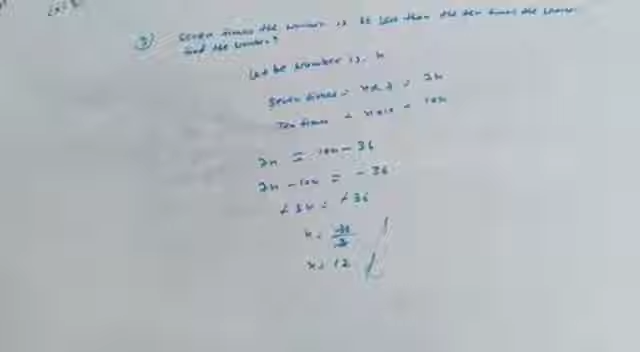 3) Seven times the number is 36 less than the ten times the number
find the number?
Let be number is, x
Seven times = x×7 = 7x
Ten times = x×10 = 10x
7x = 10x - 36
7x - 10x = - 36
+3x = +36
x = 36/3
x = 12